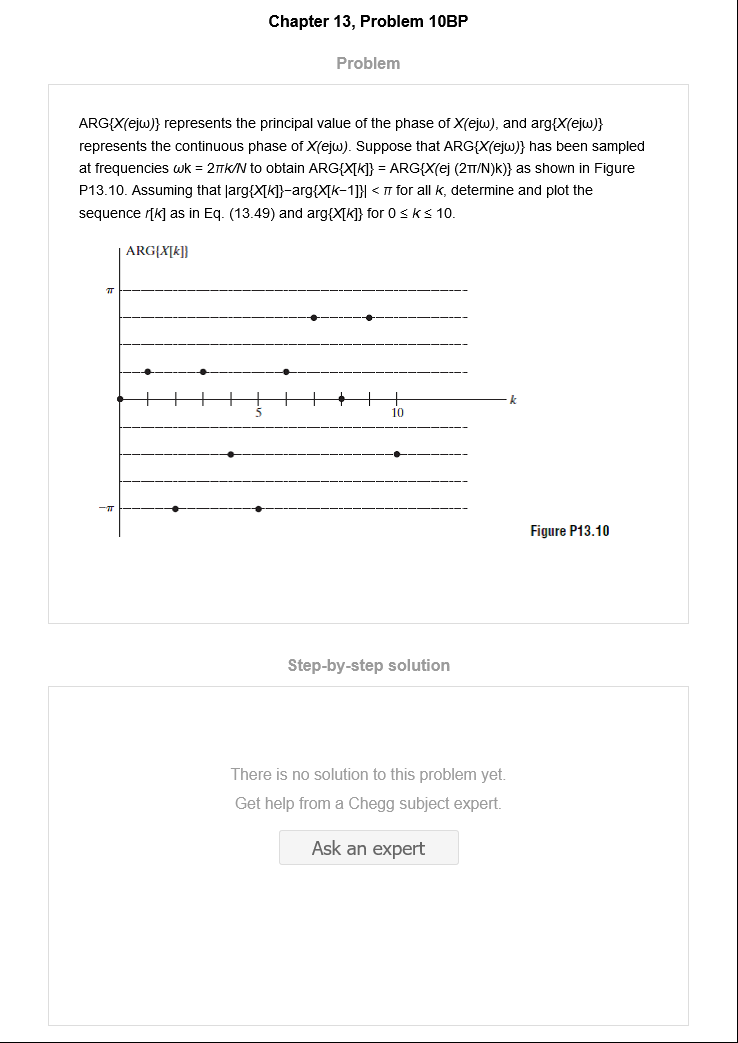 Chapter 13, Problem 10BP
Problem
ARG{X(ejω)} represents the principal value of the phase of X(ejω), and arg{X(ejω)}
represents the continuous phase of X(ejω). Suppose that ARG{X(ejω)} has been sampled
at frequencies ωk = 2πk/N to obtain ARG{X[k]} = ARG{X(ej (2π/N)k)} as shown in Figure
P13.10. Assuming that |arg{X[k]}−arg{X[k−1]}| < π for all k, determine and plot the
sequence r[k] as in Eq. (13.49) and arg{X[k]} for 0 ≤ k ≤ 10.
ARG{X[k]}
π
k
5 10
−π
Figure P13.10
Step-by-step solution
There is no solution to this problem yet.
Get help from a Chegg subject expert.
Ask an expert